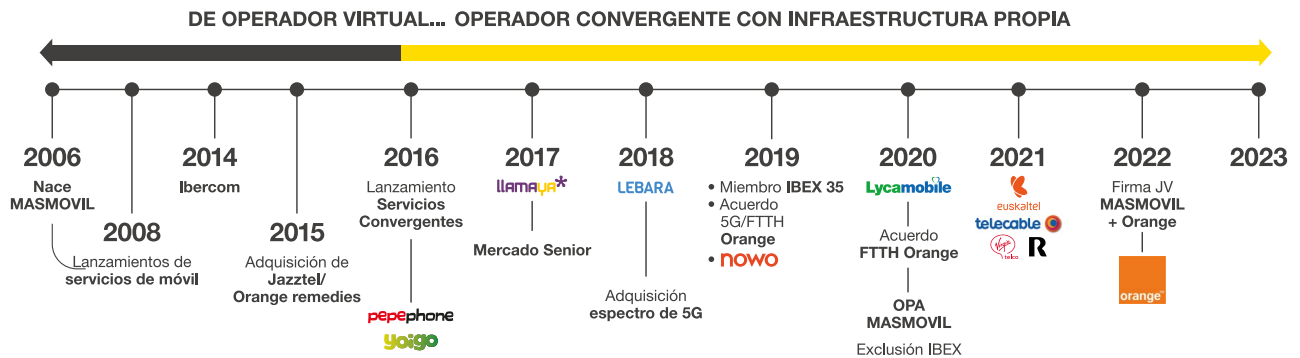 DE OPERADOR VIRTUAL... OPERADOR CONVERGENTE CON INFRAESTRUCTURA PROPIA
2006
Nace
MASMOVIL
2008
Lanzamientos de
servicios de móvil
2014
Ibercom
2015
Adquisición de
Jazztel/
Orange remedies
2016
Lanzamiento
Servicios
Convergentes
pepephone
yoigo
2017
llamaya*
Mercado Senior
2018
LEBARA
Adquisición
espectro de 5G
2019
• Miembro IBEX 35
• Acuerdo
5G/FTTH
Orange
• nowo
2020
Lycamobile
Acuerdo
FTTH Orange
OPA
MASMOVIL
Exclusión IBEX
2021
euskaltel
telecable
Virgin
telco
R
2022
Firma JV
MASMOVIL
+ Orange
orange™
2023